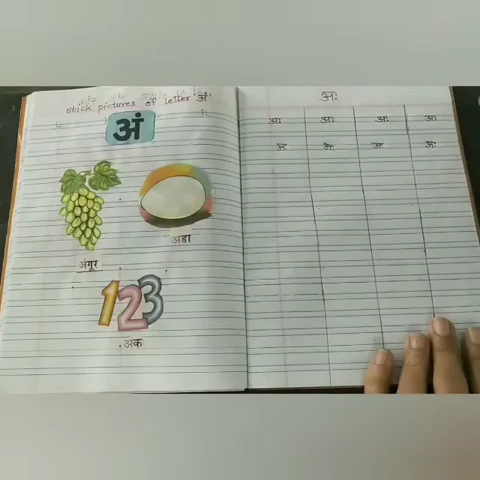 stick pictures of letter अं
अं
अंगूर
अंडा
123
अंक
अः
अः अः अः अः
अः अः अः अः